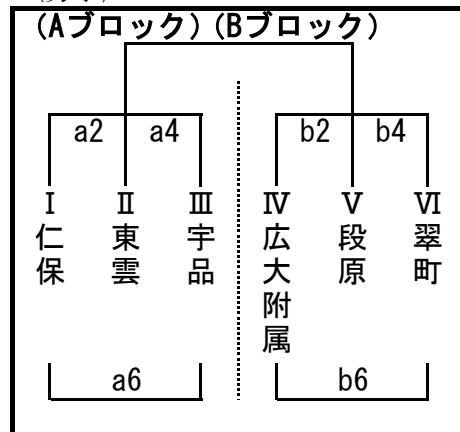 (Aブロック) (Bブロック)
a2 a4 b2 b4
Ⅰ Ⅱ Ⅲ Ⅳ Ⅴ Ⅵ
仁保 東雲 宇品 広大附属 段原 翠町
a6 b6